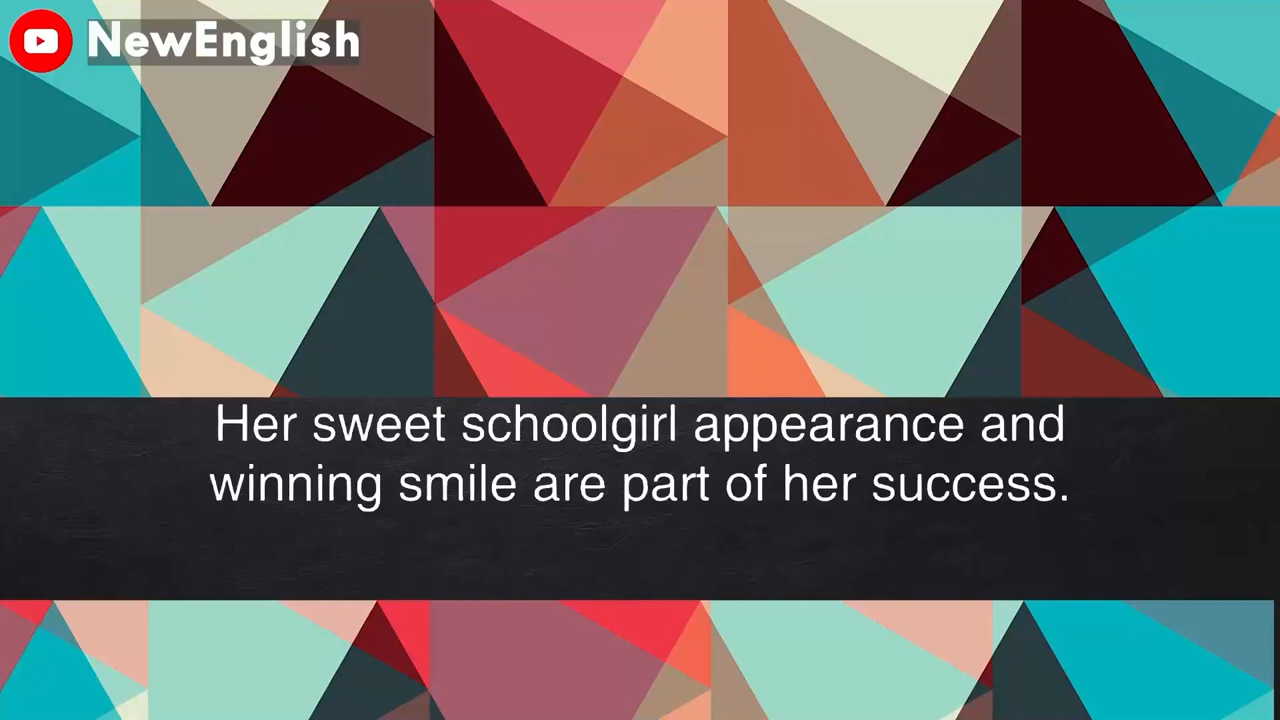 NewEnglish
Her sweet schoolgirl appearance and
winning smile are part of her success.